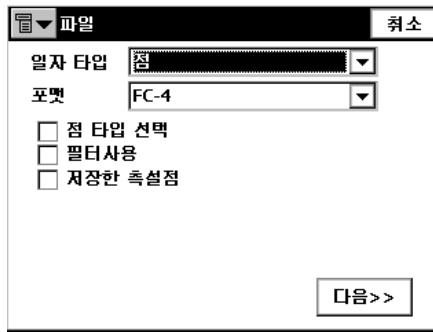 파일 취소
일자 타입 점
포멧 FC-4
점 타입 선택
필터사용
저장한 측설점
다음>>